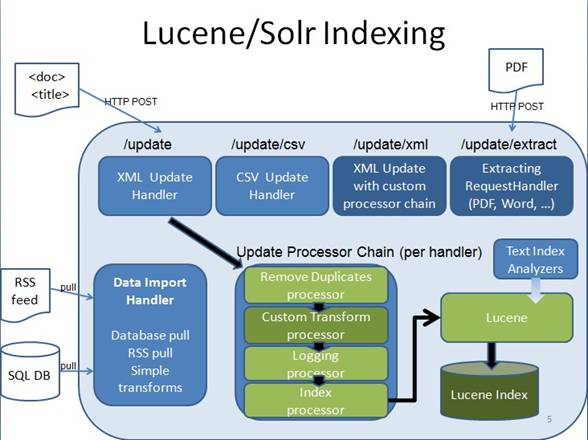 Lucene/Solr Indexing
<doc>
<title>
PDF
HTTP POST
HTTP POST
/update
/update/csv
/update/xml
/update/extract
XML Update
Handler
CSV Update
Handler
XML Update
with custom
processor chain
Extracting
RequestHandler
(PDF, Word, ...)
Update Processor Chain (per handler)
Text Index
Analyzers
RSS
feed
pull
Data Import
Handler
Database pull
RSS pull
Simple
transforms
SQL DB
pull
Remove Duplicates
processor
Custom Transform
processor
Logging
processor
Index
processor
Lucene
Lucene Index
5